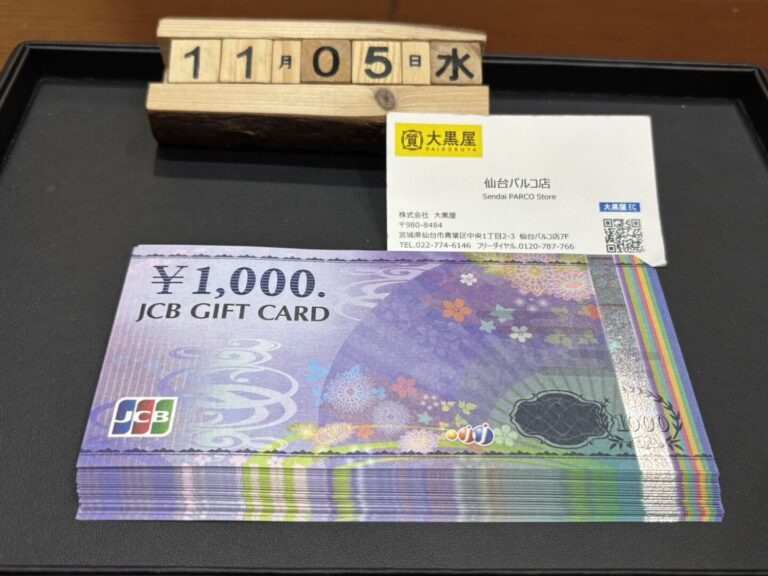 11月05日水
質 大黒屋
DAIKOKUYA
仙台パルコ店
Sendai PARCO Store
大黒屋 EC
株式会社 大黒屋
〒980-8484
宮城県仙台市青葉区中央1丁目2-3 仙台パルコ店7F
TEL.022-774-6146 フリーダイヤル.0120-787-766
¥1,000.
JCB GIFT CARD
JCB
1000